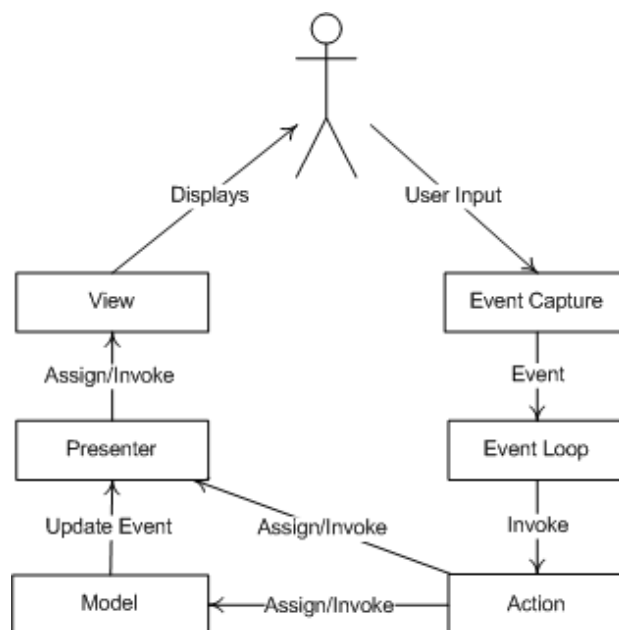 Displays
User Input
View
Event Capture
Assign/Invoke
Event
Presenter
Event Loop
Update Event
Assign/Invoke
Invoke
Model
Assign/Invoke
Action